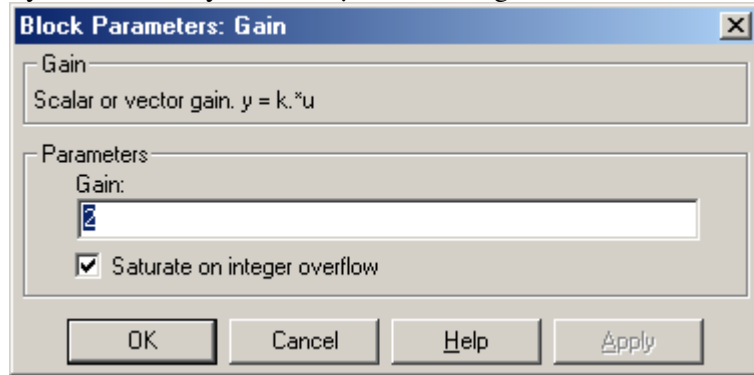 Block Parameters: Gain
Gain
Scalar or vector gain. y = k.*u
Parameters
Gain:
2
Saturate on integer overflow
OK Cancel Help Apply